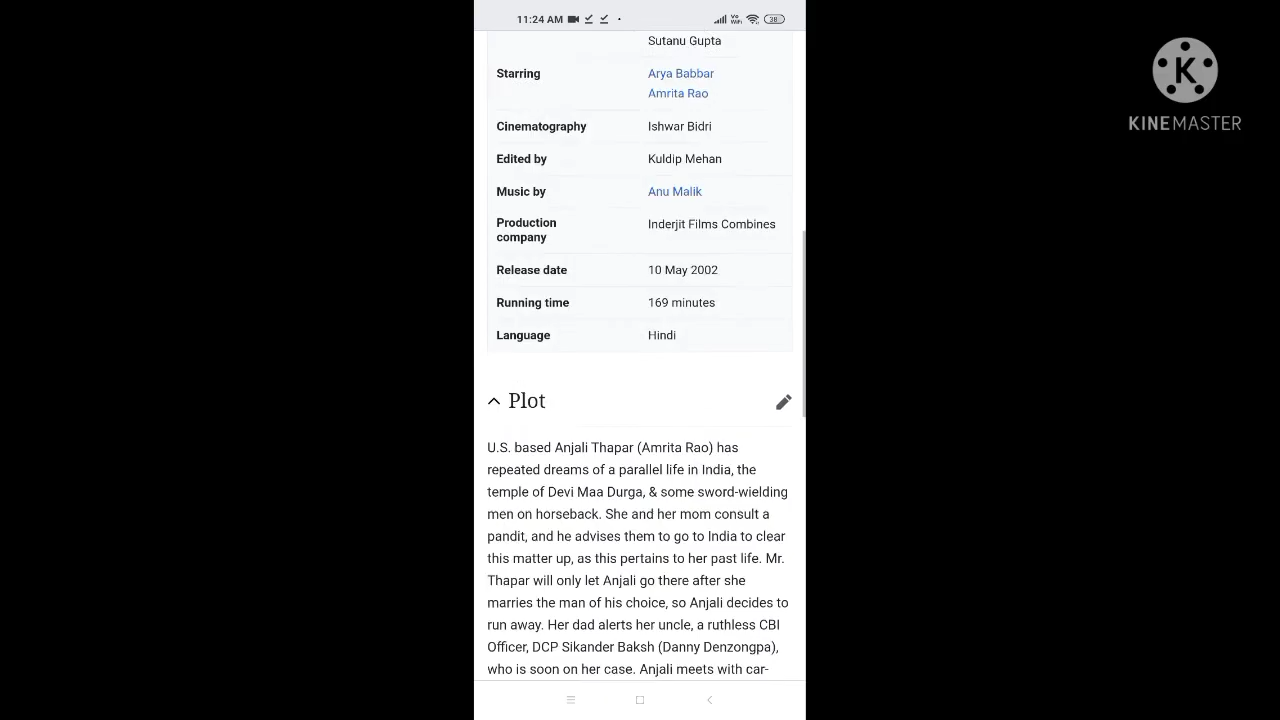 11:24 AM
Vo
WiFi
38
Sutanu Gupta
Starring
Arya Babbar
Amrita Rao
Cinematography
Ishwar Bidri
Edited by
Kuldip Mehan
Music by
Anu Malik
Production
company
Inderjit Films Combines
Release date
10 May 2002
Running time
169 minutes
Language
Hindi
Plot
U.S. based Anjali Thapar (Amrita Rao) has
repeated dreams of a parallel life in India, the
temple of Devi Maa Durga, & some sword-wielding
men on horseback. She and her mom consult a
pandit, and he advises them to go to India to clear
this matter up, as this pertains to her past life. Mr.
Thapar will only let Anjali go there after she
marries the man of his choice, so Anjali decides to
run away. Her dad alerts her uncle, a ruthless CBI
Officer, DCP Sikander Baksh (Danny Denzongpa),
who is soon on her case. Anjali meets with car-
K
KINEMASTER